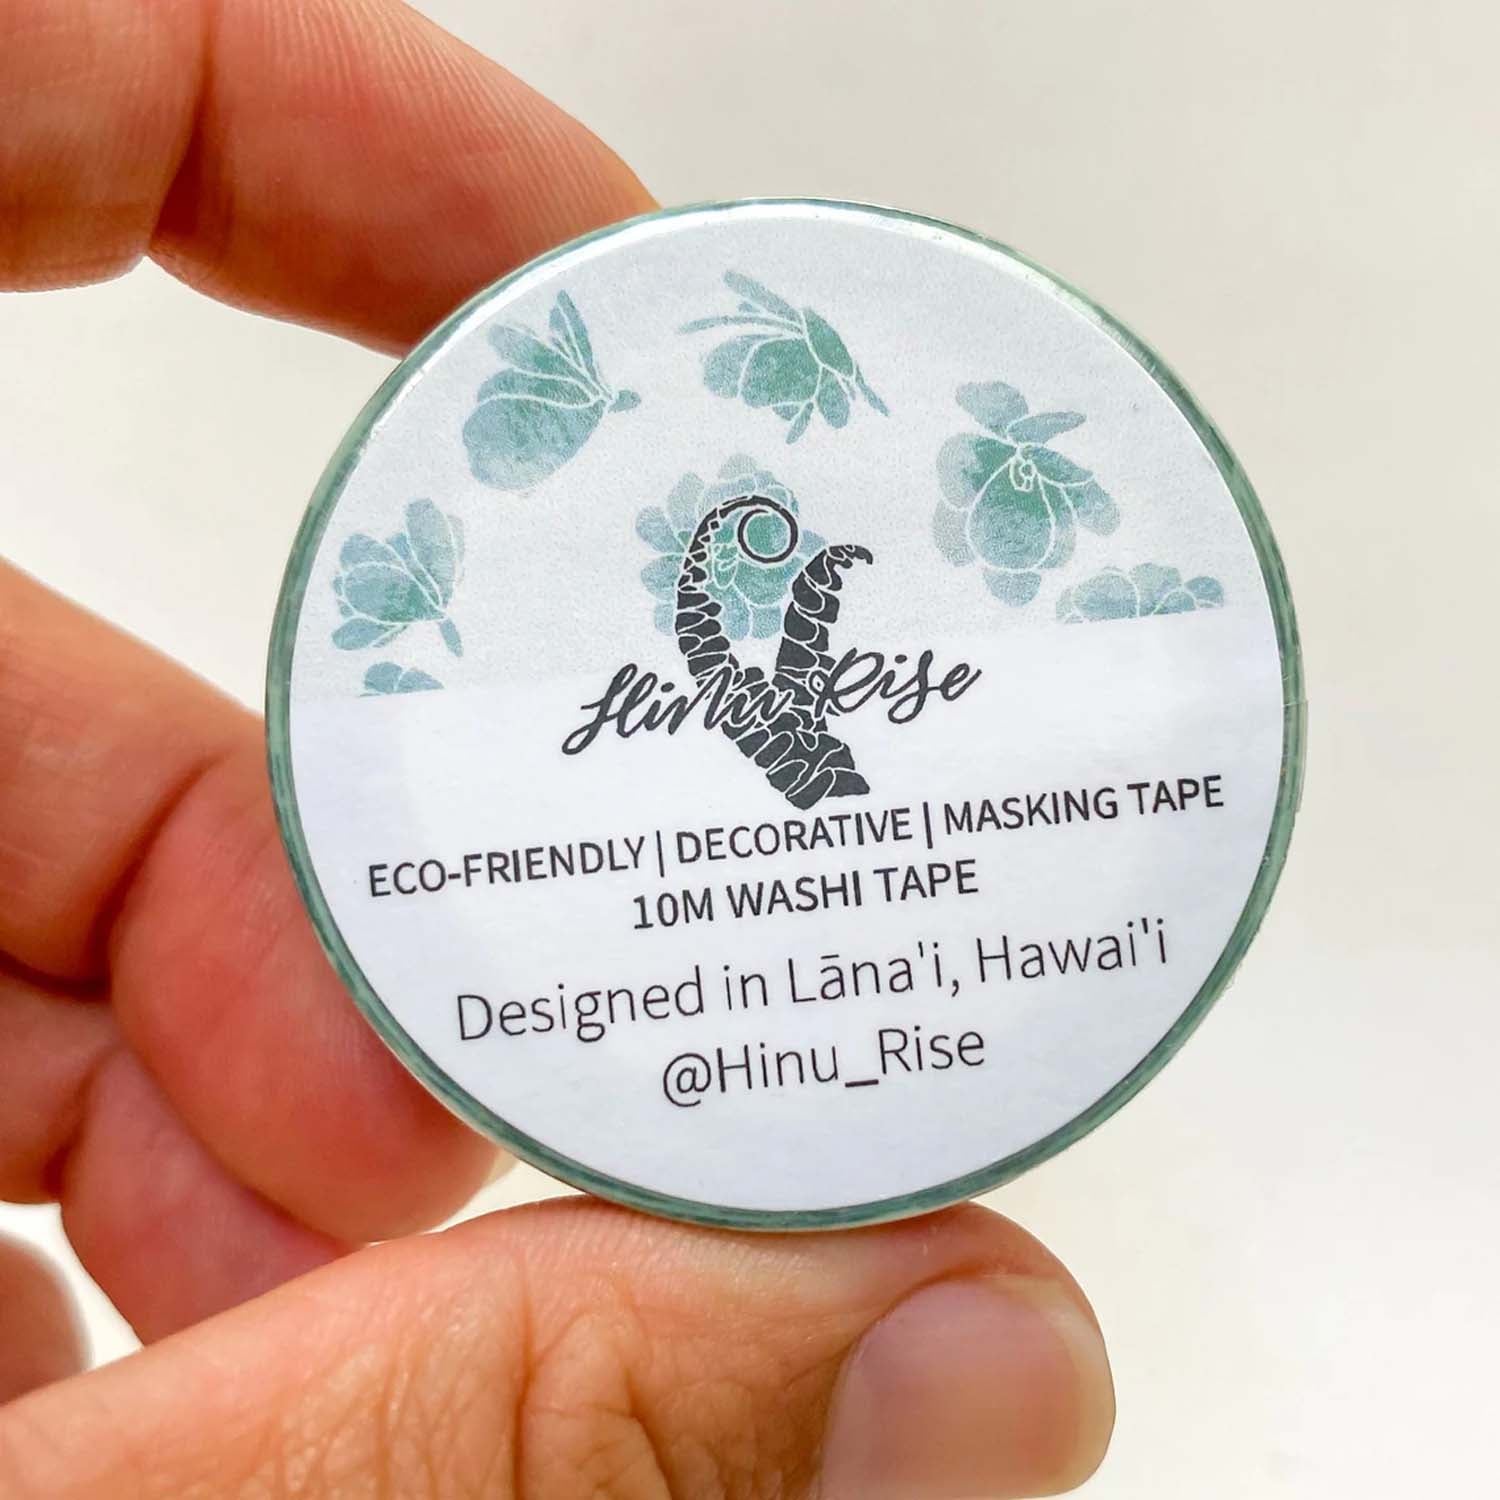 Hinu Rise
ECO-FRIENDLY | DECORATIVE | MASKING TAPE
10M WASHI TAPE
Designed in Lāna'i, Hawai'i
@Hinu_Rise